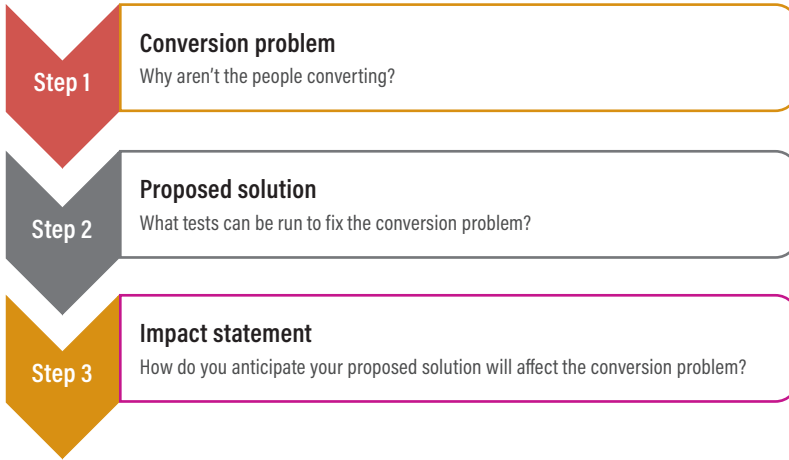 Step 1
Conversion problem
Why aren’t the people converting?
Step 2
Proposed solution
What tests can be run to fix the conversion problem?
Step 3
Impact statement
How do you anticipate your proposed solution will affect the conversion problem?